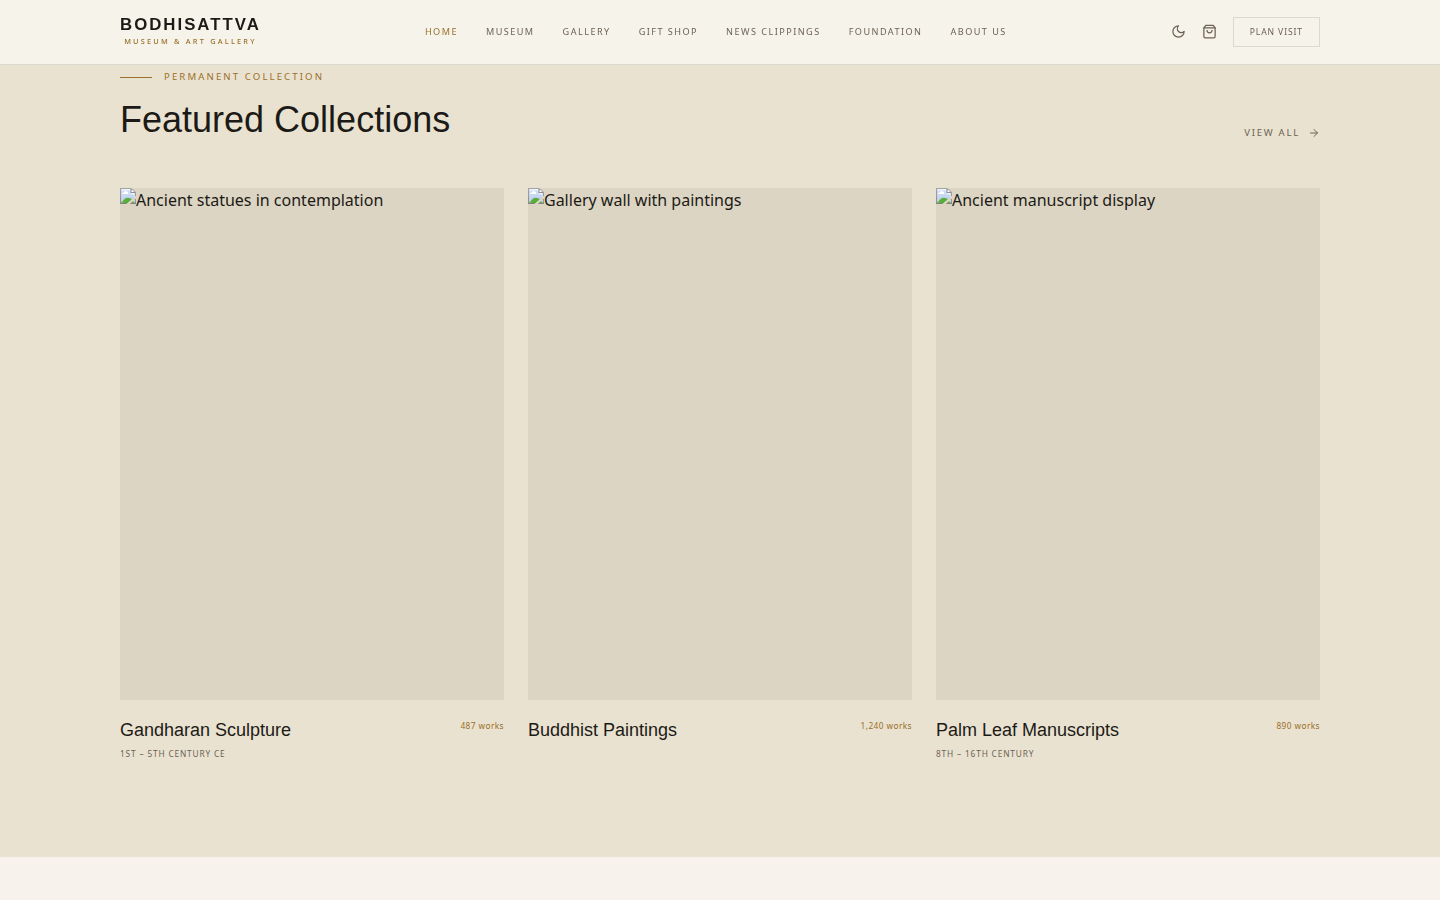 BODHISATTVA
MUSEUM & ART GALLERY
HOME
MUSEUM
GALLERY
GIFT SHOP
NEWS CLIPPINGS
FOUNDATION
ABOUT US
PLAN VISIT
PERMANENT COLLECTION
Featured Collections
VIEW ALL
Ancient statues in contemplation
Gallery wall with paintings
Ancient manuscript display
Gandharan Sculpture
487 works
1ST – 5TH CENTURY CE
Buddhist Paintings
1,240 works
Palm Leaf Manuscripts
890 works
8TH – 16TH CENTURY